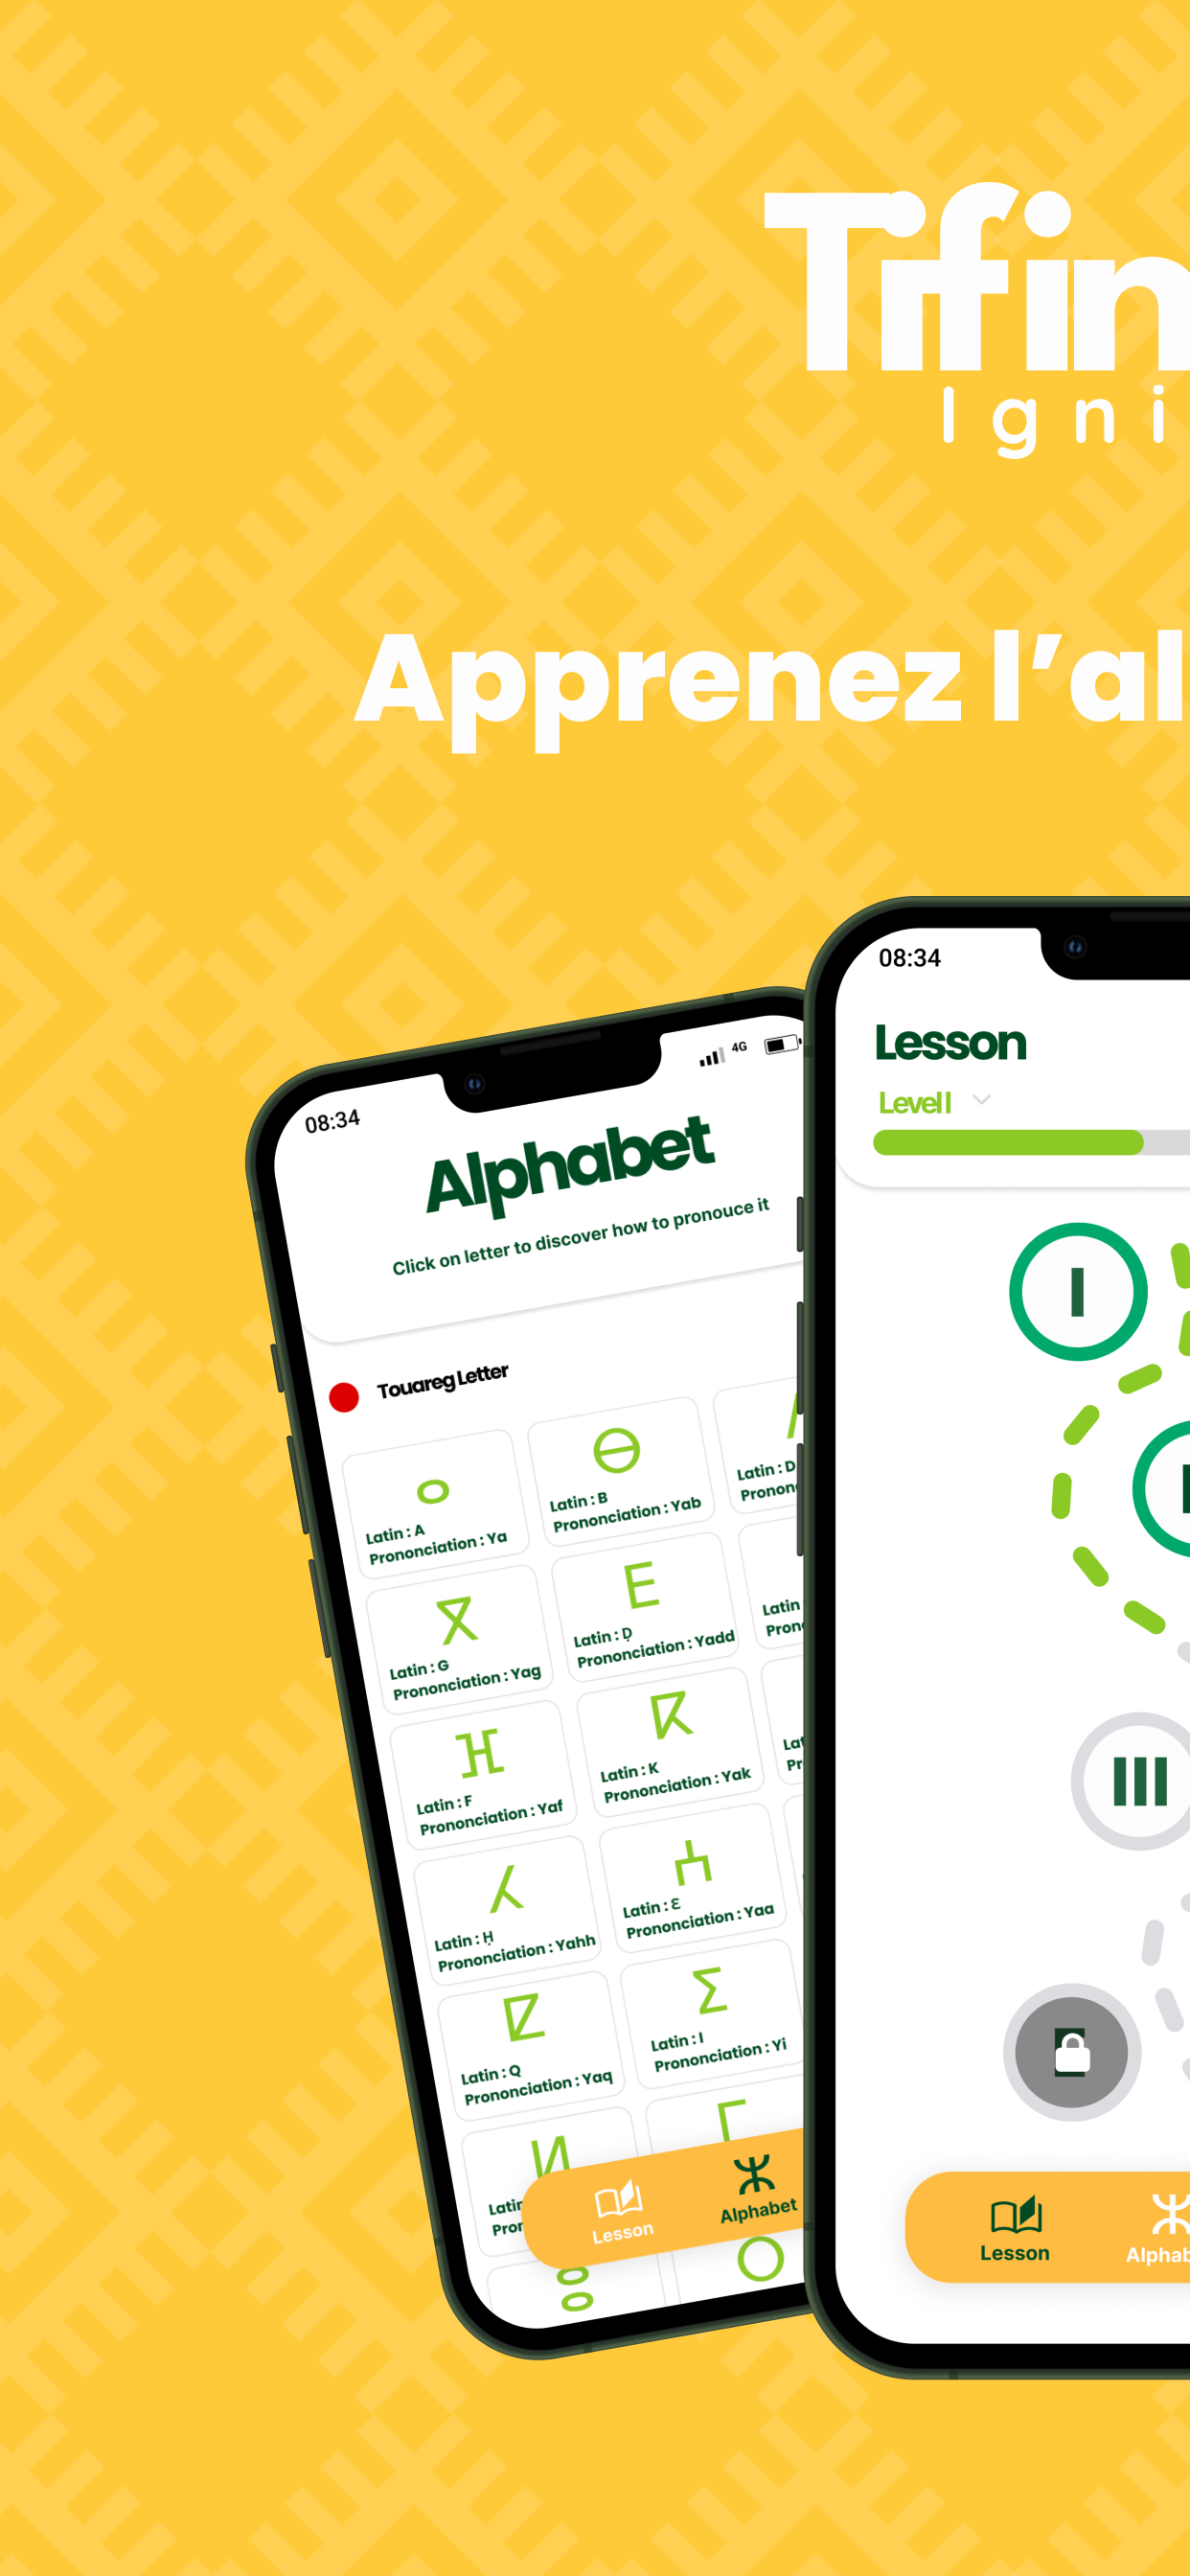 Tifin
Igni
Apprenez l’al
08:34
4G
Alphabet
Click on letter to discover how to pronouce it
Touareg Letter
ⴰ
Latin : A
Prononciation : Ya
ⴱ
Latin : B
Prononciation : Yab
Latin : D
Pronon
ⴳ
Latin : G
Prononciation : Yag
ⴹ
Latin : Ḍ
Prononciation : Yadd
Latin
Pron
ⴼ
Latin : F
Prononciation : Yaf
ⴽ
Latin : K
Prononciation : Yak
Lat
Pr
ⵃ
Latin : Ḥ
Prononciation : Yahh
ⵄ
Latin : Ɛ
Prononciation : Yaa
ⵇ
Latin : Q
Prononciation : Yaq
ⵉ
Latin : I
Prononciation : Yi
ⵍ
Latin
Pron
Lesson
ⵣ
Alphabet
ⵓ
ⵔ
08:34
Lesson
Level I
I
III
Lesson
ⵣ
Alphab